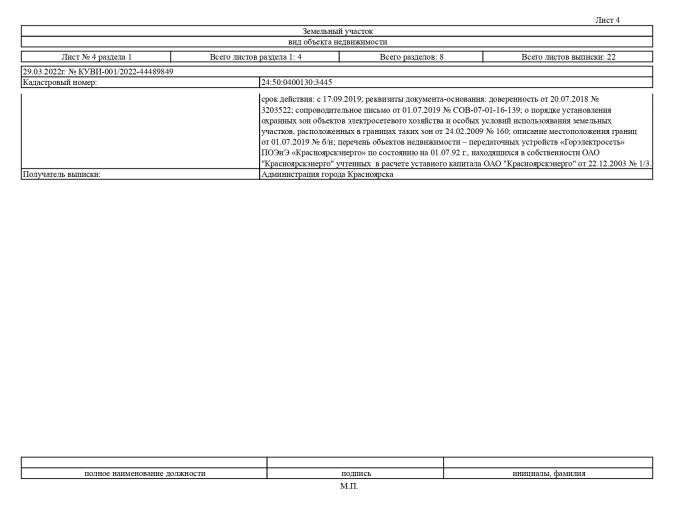 Лист 4
Земельный участок
вид объекта недвижимости
Лист № 4 раздела 1 Всего листов раздела 1: 4 Всего разделов: 8 Всего листов выписки: 22
29.03.2022г. № КУВИ-001/2022-44489849
Кадастровый номер: 24:50:0400130:3445
срок действия: с 17.09.2019; реквизиты документа-основания: доверенность от 20.07.2018 №
3203522; сопроводительное письмо от 01.07.2019 № СОВ-07-01-16-139; о порядке установления
охранных зон объектов электросетевого хозяйства и особых условий использования земельных
участков, расположенных в границах таких зон от 24.02.2009 № 160; описание местоположения границ
от 01.07.2019 № б/н; перечень объектов недвижимости – передаточных устройств «Горэлектросеть»
ПОЭиЭ «Красноярскэнерго» по состоянию на 01.07.92 г., находящихся в собственности ОАО
"Красноярскэнерго" учтенных в расчете уставного капитала ОАО "Красноярскэнерго" от 22.12.2003 № 1/3.
Получатель выписки: Администрация города Красноярска
полное наименование должности подпись инициалы, фамилия
М.П.